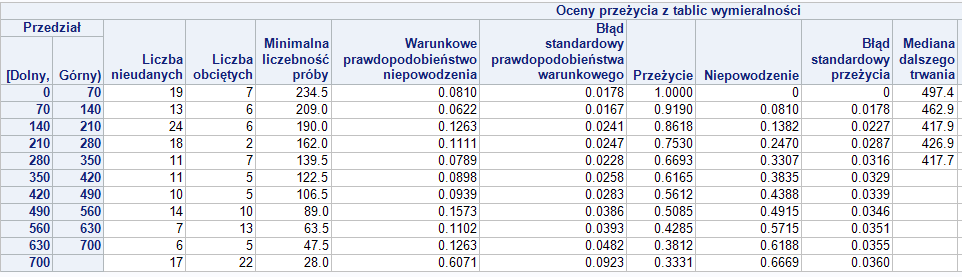 Oceny przeżycia z tablic wymieralności
Przedział
[Dolny, Górny) Liczba nieudanych Liczba obciętych Minimalna liczebność próby Warunkowe prawdopodobieństwo niepowodzenia Błąd standardowy prawdopodobieństwa warunkowego Przeżycie Niepowodzenie Błąd standardowy przeżycia Mediana dalszego trwania
0 70 19 7 234.5 0.0810 0.0178 1.0000 0 0 497.4
70 140 13 6 209.0 0.0622 0.0167 0.9190 0.0810 0.0178 462.9
140 210 24 6 190.0 0.1263 0.0241 0.8618 0.1382 0.0227 417.9
210 280 18 2 162.0 0.1111 0.0247 0.7530 0.2470 0.0287 426.9
280 350 11 7 139.5 0.0789 0.0228 0.6693 0.3307 0.0316 417.7
350 420 11 5 122.5 0.0898 0.0258 0.6165 0.3835 0.0329
420 490 10 5 106.5 0.0939 0.0283 0.5612 0.4388 0.0339
490 560 14 10 89.0 0.1573 0.0386 0.5085 0.4915 0.0346
560 630 7 13 63.5 0.1102 0.0393 0.4285 0.5715 0.0351
630 700 6 5 47.5 0.1263 0.0482 0.3812 0.6188 0.0355
700 17 22 28.0 0.6071 0.0923 0.3331 0.6669 0.0360